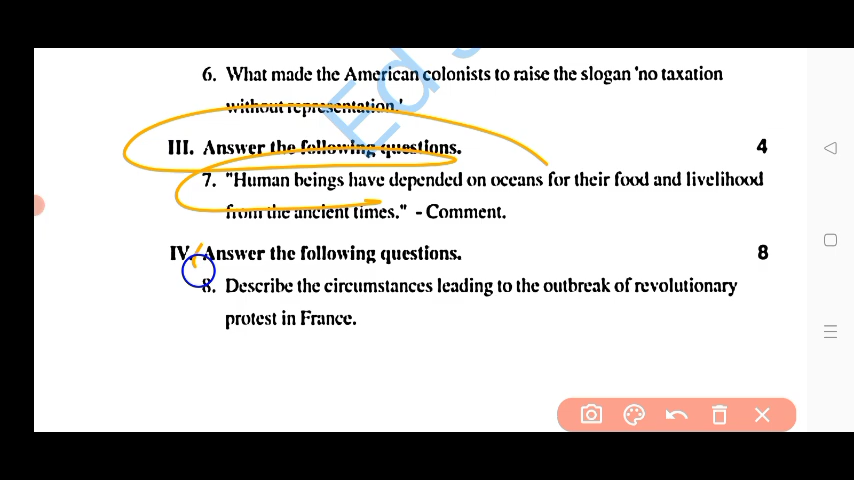 Ed
6. What made the American colonists to raise the slogan 'no taxation
without representation.'
III. Answer the following questions. 4
7. "Human beings have depended on oceans for their food and livelihood
from the ancient times." - Comment.
IV. Answer the following questions. 8
8. Describe the circumstances leading to the outbreak of revolutionary
protest in France.